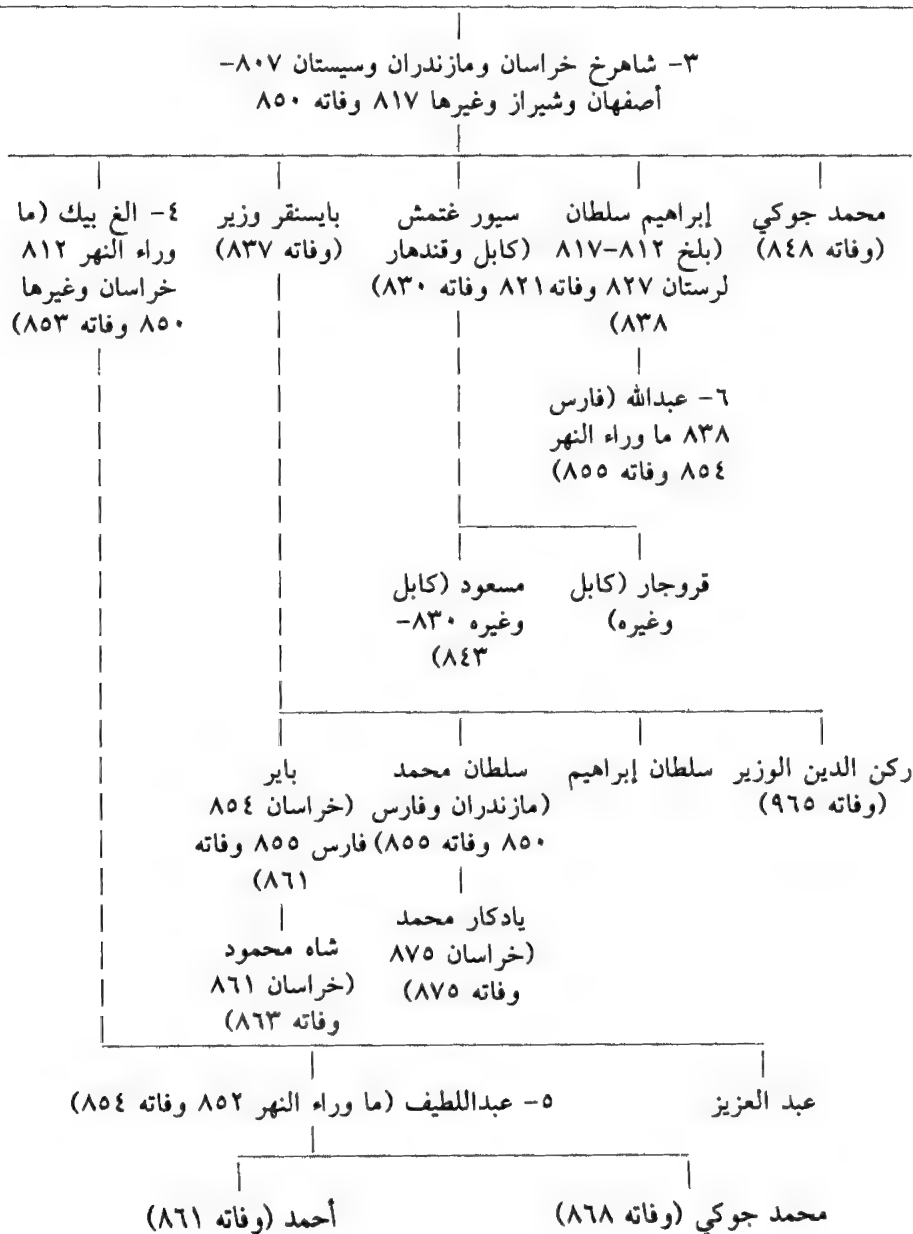 ٣- شاهرخ خراسان ومازندران وسيستان ٨٠٧-
أصفهان وشيراز وغيرها ٨١٧ وفاته ٨٥٠
محمد جوكي
(وفاته ٨٤٨)
إبراهيم سلطان
(بلخ ٨١٢-٨١٧
لرستان ٨٢٧ وفاته
٨٣٨)
سيور غتمش
(كابل وقندهار
٨٢١ وفاته ٨٣٠)
بايسنقر وزير
(وفاته ٨٣٧)
٤- الغ بيك (ما
وراء النهر ٨١٢
خراسان وغيرها
٨٥٠ وفاته ٨٥٣)
٦- عبدالله (فارس
٨٣٨ ما وراء النهر
٨٥٤ وفاته ٨٥٥)
قروجار (كابل
وغيره)
مسعود (كابل
وغيره ٨٣٠-
٨٤٣)
ركن الدين الوزير
(وفاته ٩٦٥)
سلطان إبراهيم
سلطان محمد
(مازندران وفارس
٨٥٠ وفاته ٨٥٥)
باير
(خراسان ٨٥٤
فارس ٨٥٥ وفاته
٨٦١)
يادكار محمد
(خراسان ٨٧٥
وفاته ٨٧٥)
شاه محمود
(خراسان ٨٦١
وفاته ٨٦٣)
عبد العزيز
٥- عبداللطيف (ما وراء النهر ٨٥٢ وفاته ٨٥٤)
محمد جوكي (وفاته ٨٦٨)
أحمد (وفاته ٨٦١)